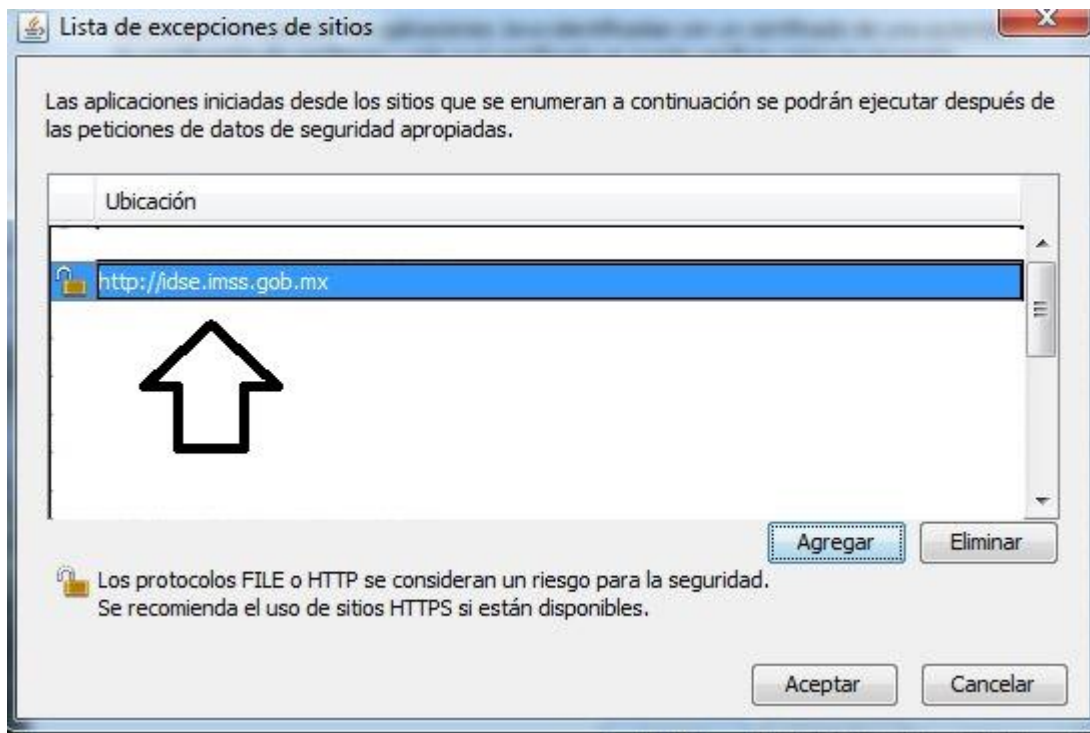 Lista de excepciones de sitios
Las aplicaciones iniciadas desde los sitios que se enumeran a continuación se podrán ejecutar después de
las peticiones de datos de seguridad apropiadas.
Ubicación
http://idse.imss.gob.mx
Agregar
Eliminar
Los protocolos FILE o HTTP se consideran un riesgo para la seguridad.
Se recomienda el uso de sitios HTTPS si están disponibles.
Aceptar
Cancelar